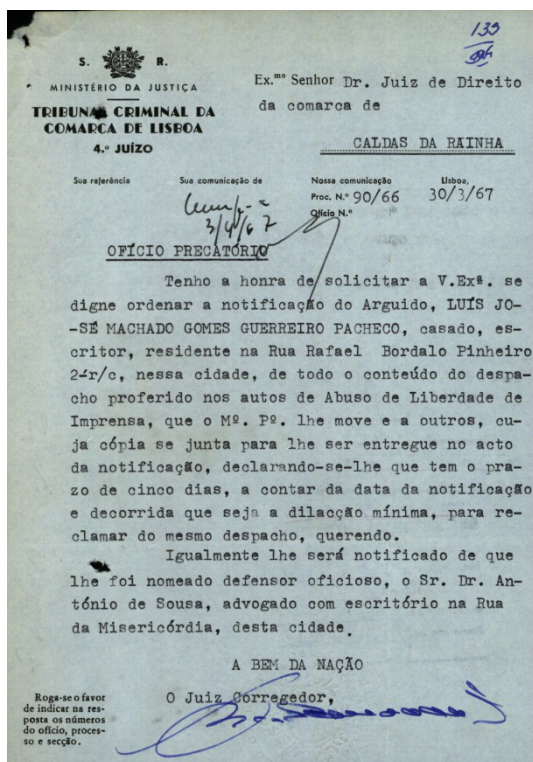 133
S. R.
MINISTÉRIO DA JUSTIÇA
TRIBUNAL CRIMINAL DA
COMARCA DE LISBOA
4.º JUÍZO
Ex.mo Senhor Dr. Juiz de Direito
da comarca de
CALDAS DA RAINHA
Sua referência
Sua comunicação de
Nossa comunicação
Lisboa,
Proc. N.º 90/66
30/3/67
Ofício N.º
3/4/67
OFÍCIO PRECATÓRIO
Tenho a honra de solicitar a V.Exª. se
digne ordenar a notificação do Arguido, LUÍS JO-
-SÉ MACHADO GOMES GUERREIRO PACHECO, casado, es-
critor, residente na Rua Rafael Bordalo Pinheiro
2-r/c, nessa cidade, de todo o conteúdo do despa-
cho proferido nos autos de Abuso de Liberdade de
Imprensa, que o Mº. Pº. lhe move e a outros, cu-
ja cópia se junta para lhe ser entregue no acto
da notificação, declarando-se-lhe que tem o pra-
zo de cinco dias, a contar da data da notificação
e decorrida que seja a dilacção mínima, para re-
clamar do mesmo despacho, querendo.
Igualmente lhe será notificado de que
lhe foi nomeado defensor oficioso, o Sr. Dr. An-
tónio de Sousa, advogado com escritório na Rua
da Misericórdia, desta cidade.
A BEM DA NAÇÃO
O Juiz Corregedor,
Roga-se o favor
de indicar na res-
posta os números
do ofício, proces-
so e secção.